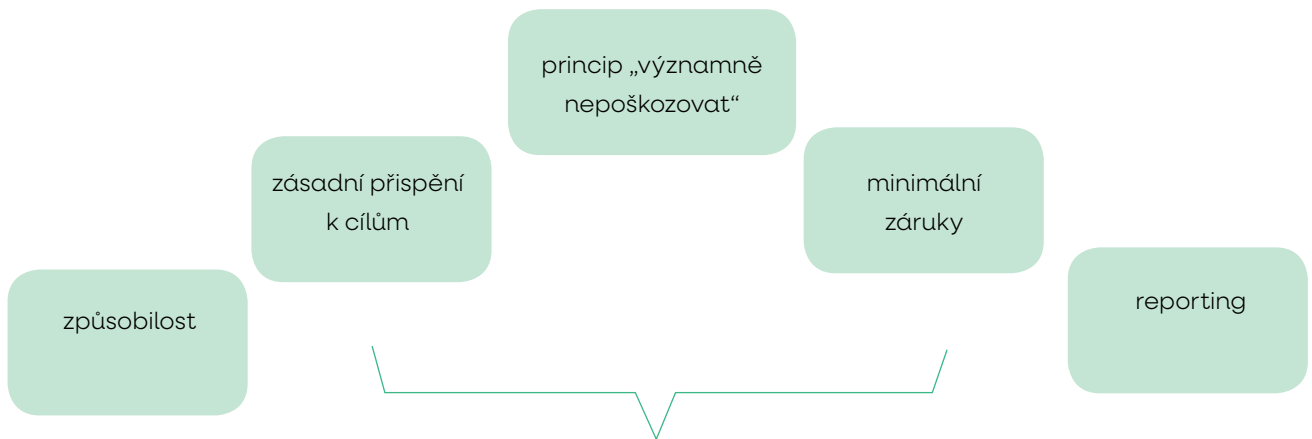 způsobilost
zásadní přispění
k cílům
princip „významně
nepoškozovat“
minimální
záruky
reporting